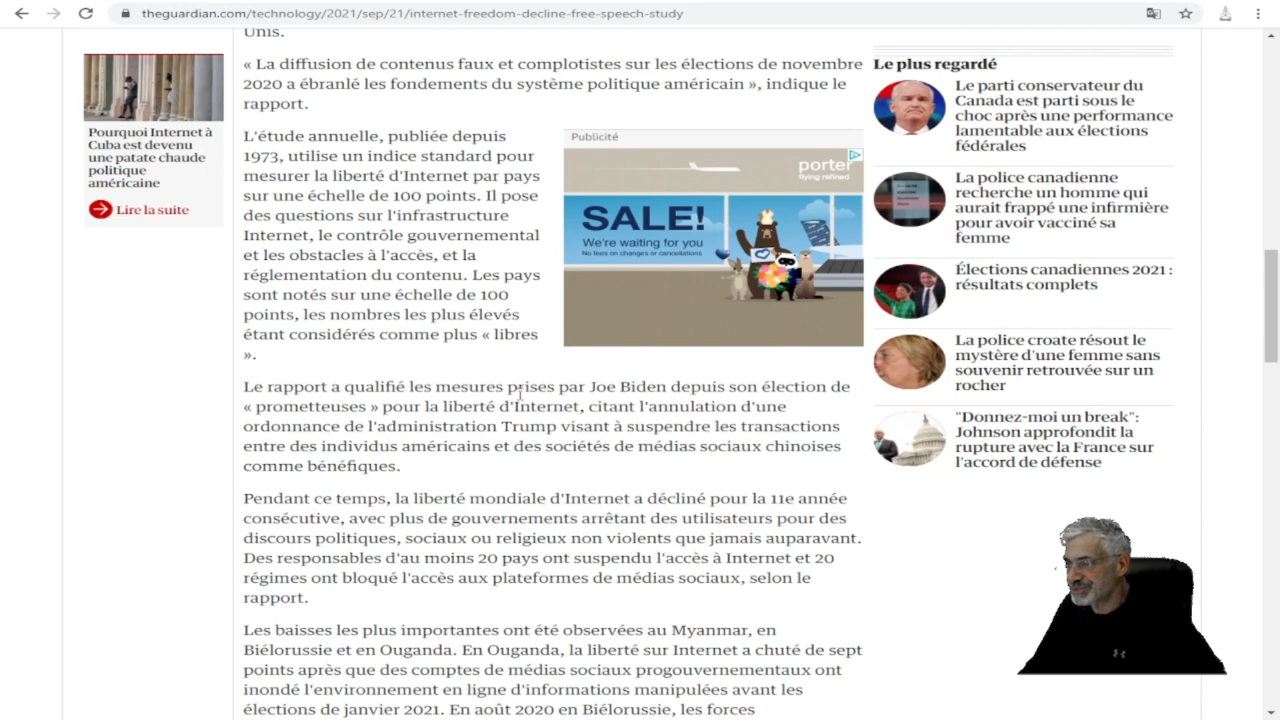 theguardian.com/technology/2021/sep/21/internet-freedom-decline-free-speech-study
Unis.
« La diffusion de contenus faux et complotistes sur les élections de novembre
2020 a ébranlé les fondements du système politique américain », indique le
rapport.
Pourquoi Internet à
Cuba est devenu
une patate chaude
politique
américaine
Lire la suite
L'étude annuelle, publiée depuis
1973, utilise un indice standard pour
mesurer la liberté d'Internet par pays
sur une échelle de 100 points. Il pose
des questions sur l'infrastructure
Internet, le contrôle gouvernemental
et les obstacles à l'accès, et la
réglementation du contenu. Les pays
sont notés sur une échelle de 100
points, les nombres les plus élevés
étant considérés comme plus « libres
».
Publicité
porter
flying refined
SALE!
We're waiting for you
No fees on changes or cancellations
Le rapport a qualifié les mesures prises par Joe Biden depuis son élection de
« prometteuses » pour la liberté d'Internet, citant l'annulation d'une
ordonnance de l'administration Trump visant à suspendre les transactions
entre des individus américains et des sociétés de médias sociaux chinoises
comme bénéfiques.
Pendant ce temps, la liberté mondiale d'Internet a décliné pour la 11e année
consécutive, avec plus de gouvernements arrêtant des utilisateurs pour des
discours politiques, sociaux ou religieux non violents que jamais auparavant.
Des responsables d'au moins 20 pays ont suspendu l'accès à Internet et 20
régimes ont bloqué l'accès aux plateformes de médias sociaux, selon le
rapport.
Les baisses les plus importantes ont été observées au Myanmar, en
Biélorussie et en Ouganda. En Ouganda, la liberté sur Internet a chuté de sept
points après que des comptes de médias sociaux progouvernementaux ont
inondé l'environnement en ligne d'informations manipulées avant les
élections de janvier 2021. En août 2020 en Biélorussie, les forces
Le plus regardé
Le parti conservateur du
Canada est parti sous le
choc après une performance
lamentable aux élections
fédérales
La police canadienne
recherche un homme qui
aurait frappé une infirmière
pour avoir vacciné sa
femme
Élections canadiennes 2021 :
résultats complets
La police croate résout le
mystère d'une femme sans
souvenir retrouvée sur un
rocher
"Donnez-moi un break":
Johnson approfondit la
rupture avec la France sur
l'accord de défense